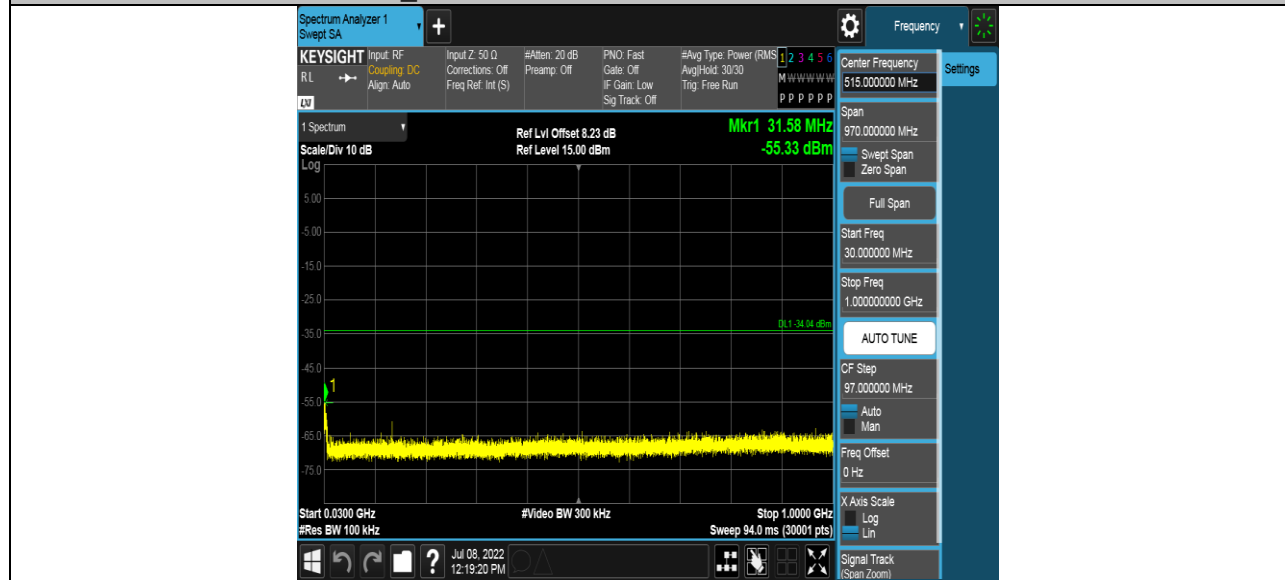 Spectrum Analyzer 1
Swept SA
+
Frequency
KEYSIGHT
RL
LXI
Input: RF
Coupling: DC
Align: Auto
Input Z: 50 Ω
Corrections: Off
Freq Ref: Int (S)
#Atten: 20 dB
Preamp: Off
PNO: Fast
Gate: Off
IF Gain: Low
Sig Track: Off
#Avg Type: Power (RMS
Avg|Hold: 30/30
Trig: Free Run
1 2 3 4 5 6
M W W W W W
P P P P P P
1 Spectrum
Scale/Div 10 dB
Ref Lvl Offset 8.23 dB
Ref Level 15.00 dBm
Mkr1 31.58 MHz
-55.33 dBm
Log
5.00
-5.00
-15.0
-25.0
-35.0
-45.0
-55.0
-65.0
-75.0
DL1 -34.04 dBm
1
Start 0.0300 GHz
#Res BW 100 kHz
#Video BW 300 kHz
Stop 1.0000 GHz
Sweep 94.0 ms (30001 pts)
?
Jul 08, 2022
12:19:20 PM
Center Frequency
515.000000 MHz
Settings
Span
970.000000 MHz
Swept Span
Zero Span
Full Span
Start Freq
30.000000 MHz
Stop Freq
1.000000000 GHz
AUTO TUNE
CF Step
97.000000 MHz
Auto
Man
Freq Offset
0 Hz
X Axis Scale
Log
Lin
Signal Track
(Span Zoom)